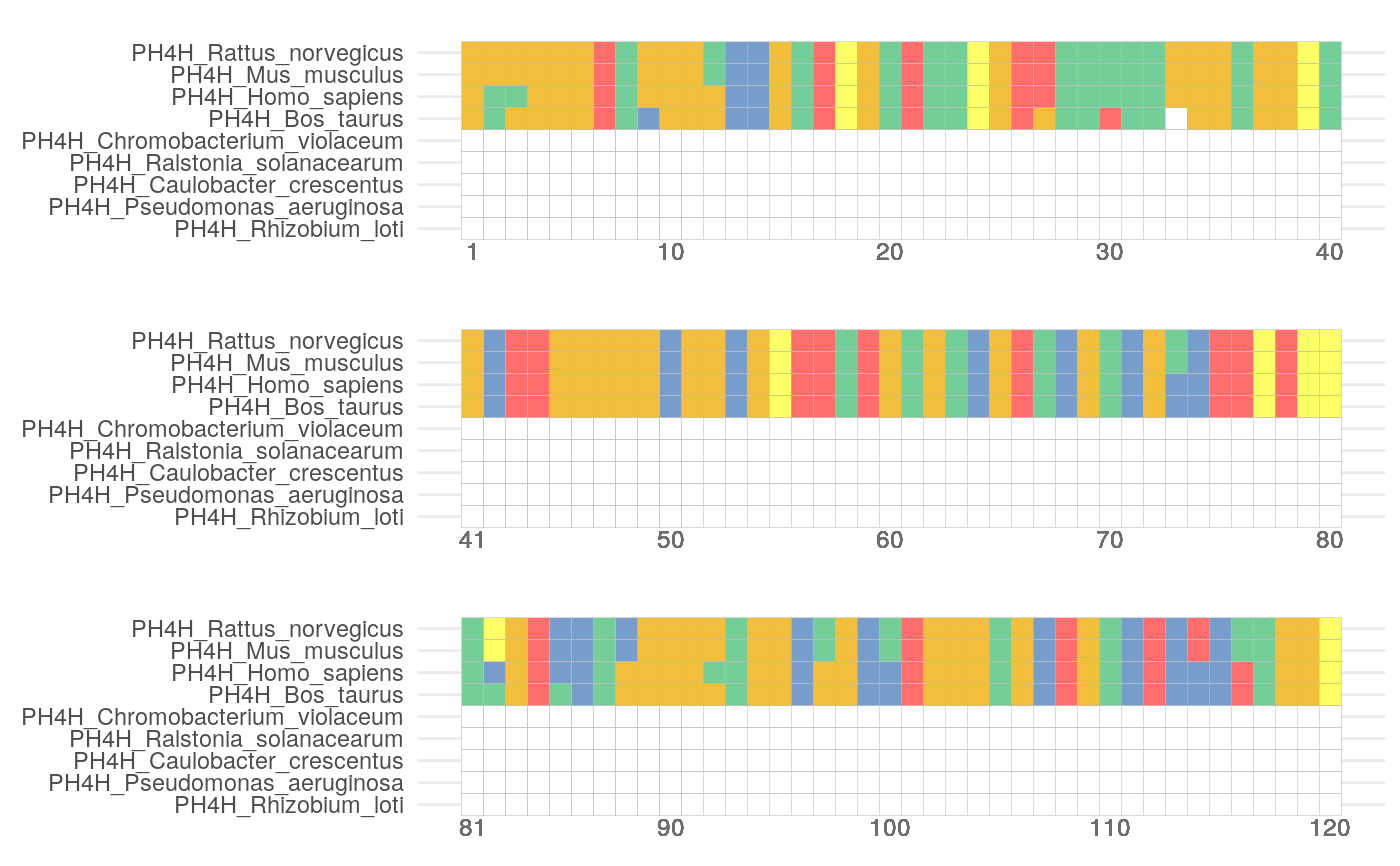 PH4H_Rattus_norvegicus
PH4H_Mus_musculus
PH4H_Homo_sapiens
PH4H_Bos_taurus
PH4H_Chromobacterium_violaceum
PH4H_Ralstonia_solanacearum
PH4H_Caulobacter_crescentus
PH4H_Pseudomonas_aeruginosa
PH4H_Rhizobium_loti
1 10 20 30 40
PH4H_Rattus_norvegicus
PH4H_Mus_musculus
PH4H_Homo_sapiens
PH4H_Bos_taurus
PH4H_Chromobacterium_violaceum
PH4H_Ralstonia_solanacearum
PH4H_Caulobacter_crescentus
PH4H_Pseudomonas_aeruginosa
PH4H_Rhizobium_loti
41 50 60 70 80
PH4H_Rattus_norvegicus
PH4H_Mus_musculus
PH4H_Homo_sapiens
PH4H_Bos_taurus
PH4H_Chromobacterium_violaceum
PH4H_Ralstonia_solanacearum
PH4H_Caulobacter_crescentus
PH4H_Pseudomonas_aeruginosa
PH4H_Rhizobium_loti
81 90 100 110 120